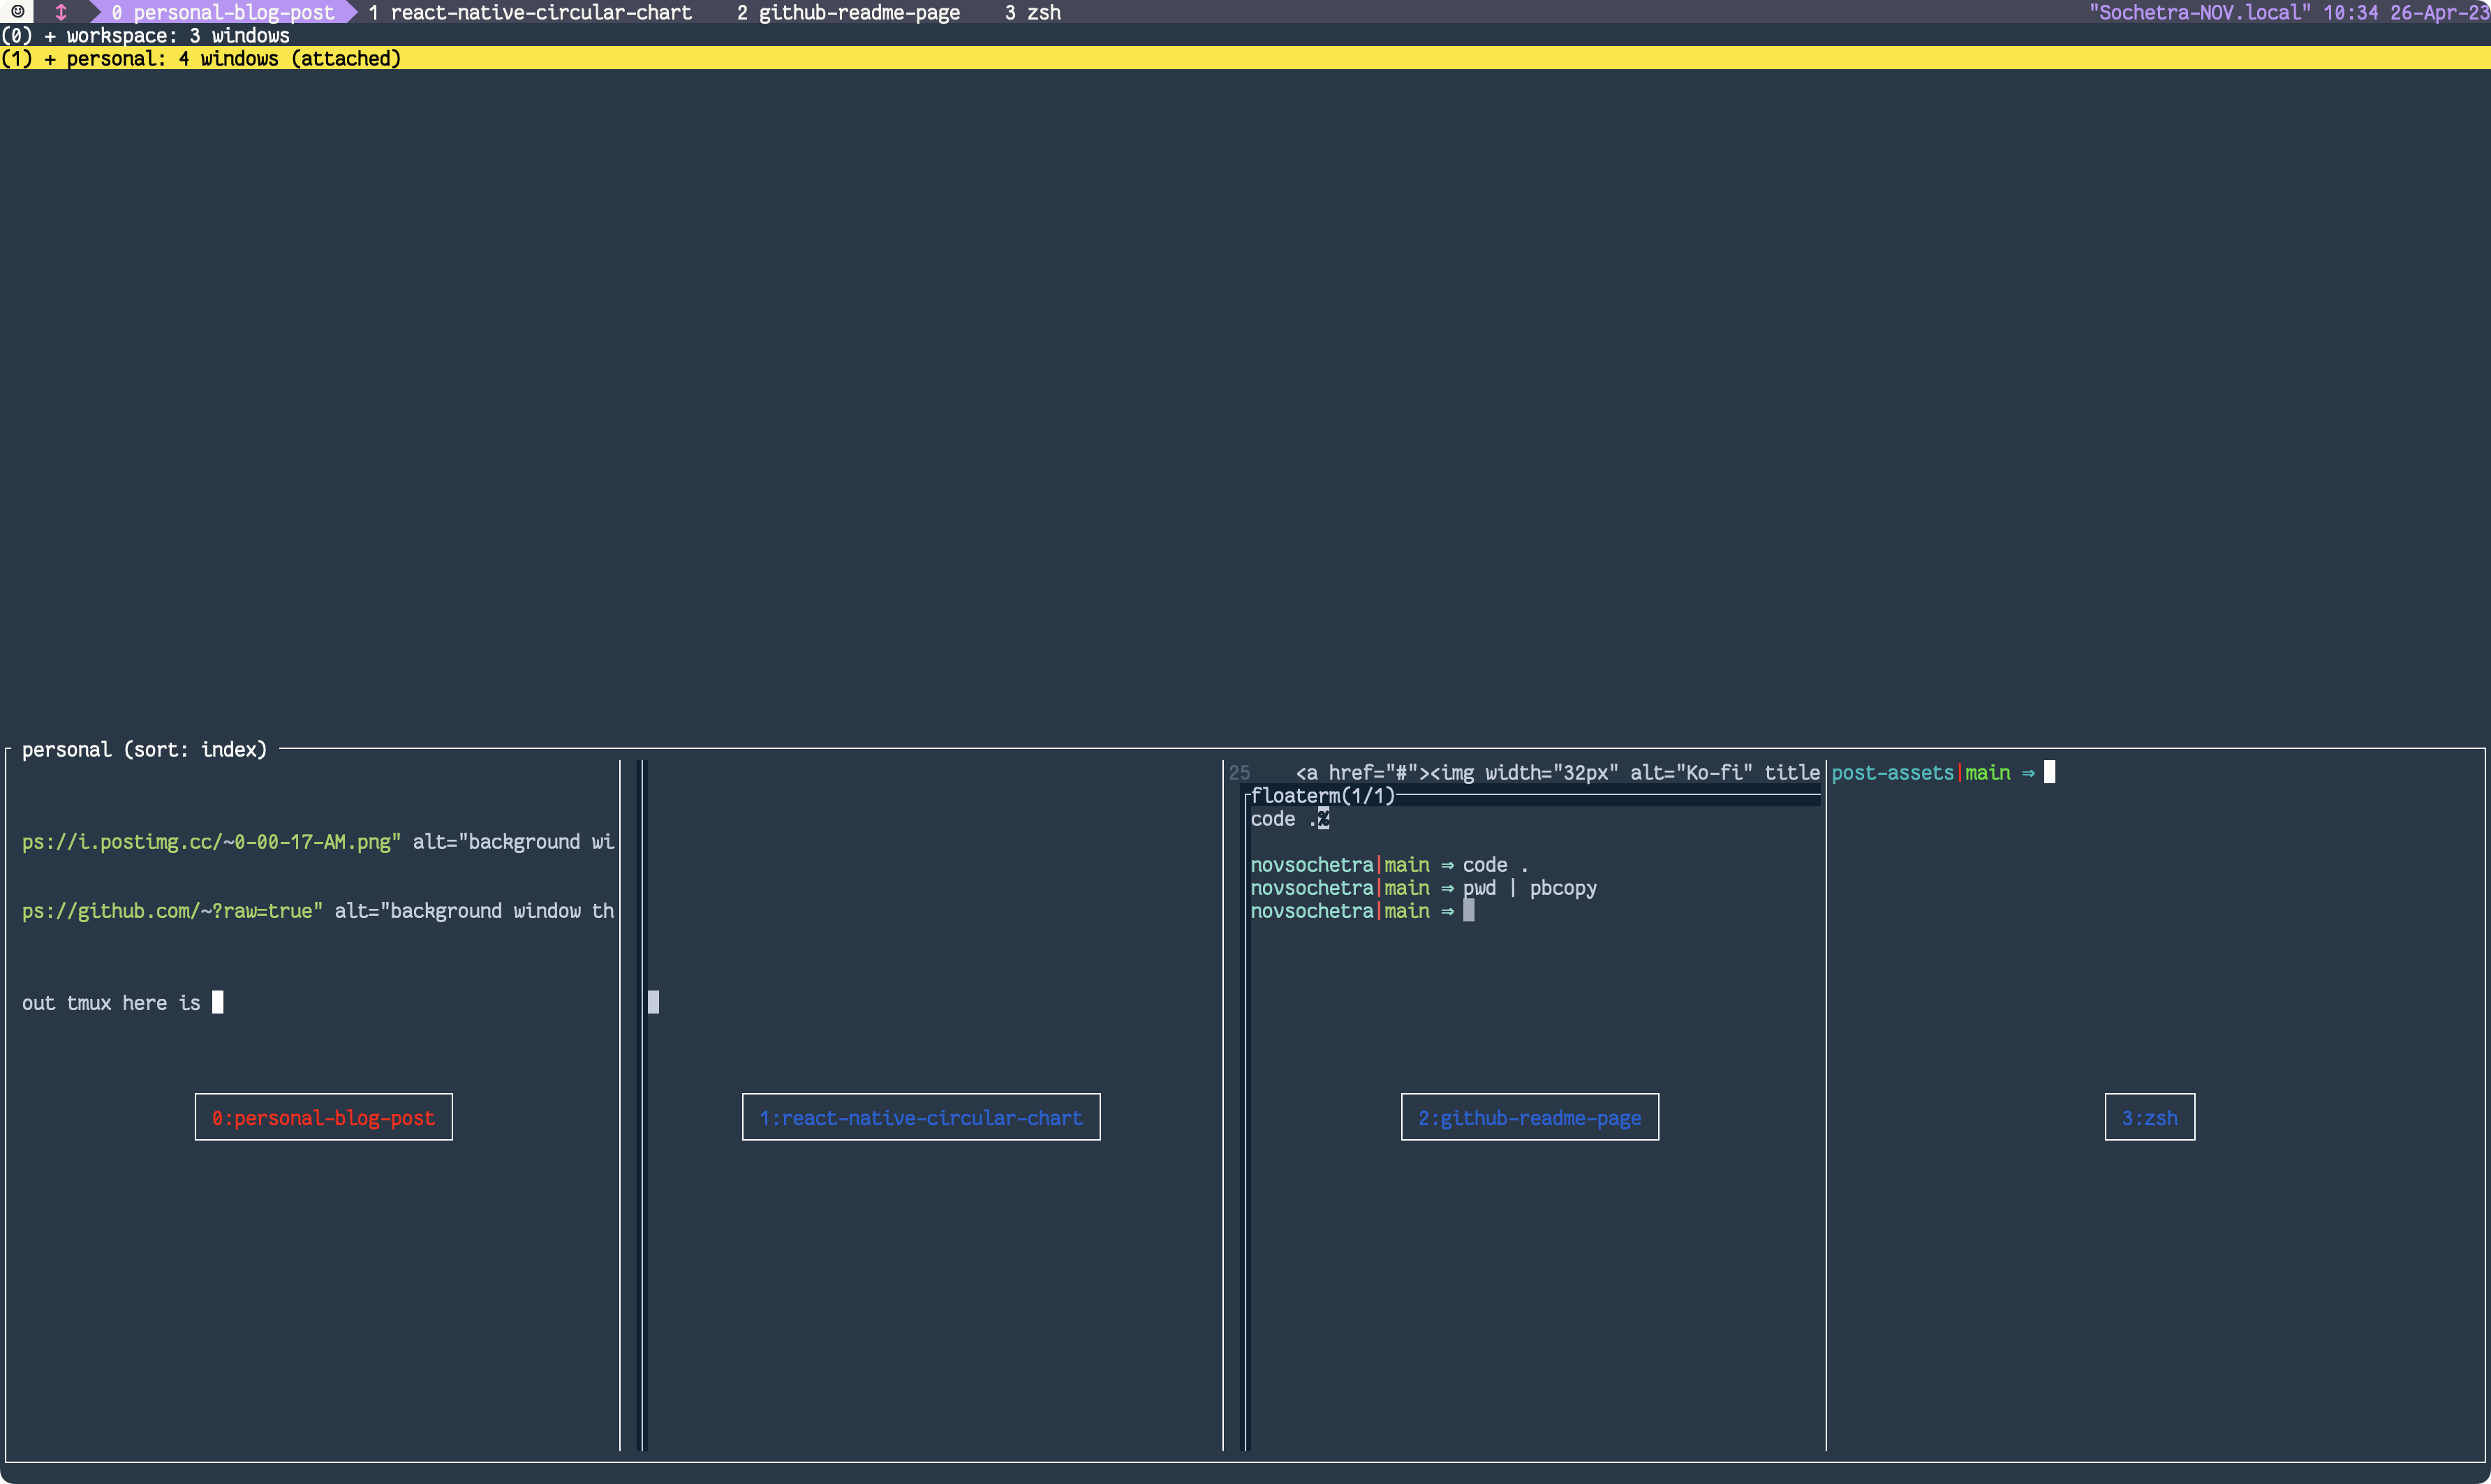 ☺ ↕ 0 personal-blog-post 1 react-native-circular-chart 2 github-readme-page 3 zsh "Sochetra-NOV.local" 10:34 26-Apr-23
(0) + workspace: 3 windows
(1) + personal: 4 windows (attached)
personal (sort: index)
ps://i.postimg.cc/~0-00-17-AM.png" alt="background wi
ps://github.com/~?raw=true" alt="background window th
out tmux here is
0:personal-blog-post
1:react-native-circular-chart
25 <a href="#"><img width="32px" alt="Ko-fi" title
floaterm(1/1)
code .%
novsochetra|main ⇒ code .
novsochetra|main ⇒ pwd | pbcopy
novsochetra|main ⇒
2:github-readme-page
post-assets|main ⇒
3:zsh